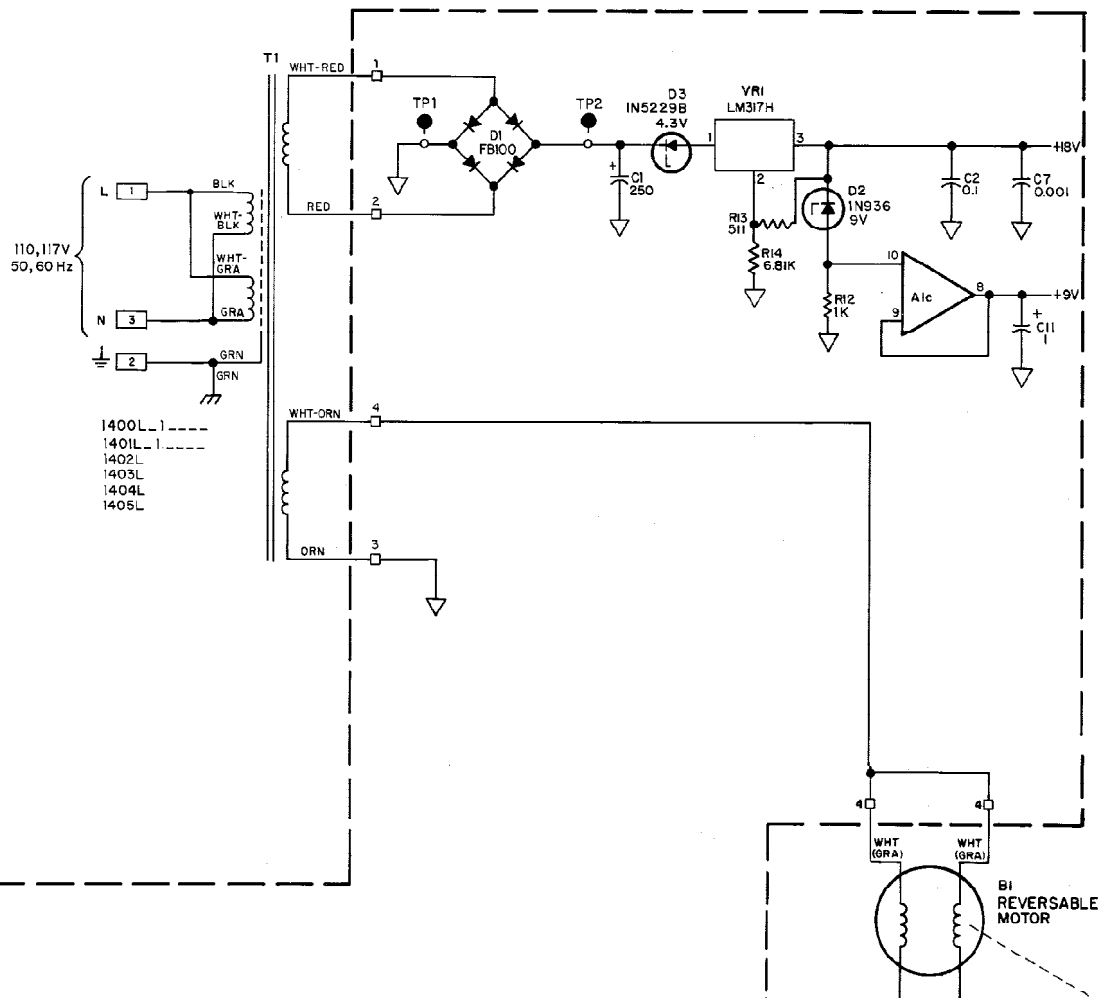 T1
WHT-RED
1
TP1
D1
FB100
TP2
D3
1N5229B
4.3V
VR1
LM317H
1
3
2
+18V
+
C1
250
C2
0.1
C7
0.001
RED
2
L
1
BLK
WHT-
BLK
WHT-
GRA
GRA
110,117V
50,60 Hz
N
3
2
GRN
GRN
R13
511
R14
6.81K
D2
1N936
9V
R12
1K
10
9
A1c
8
+9V
+
C11
1
1400L_1____
1401L_1____
1402L
1403L
1404L
1405L
WHT-ORN
4
ORN
3
4
4
WHT
(GRA)
WHT
(GRA)
B1
REVERSABLE
MOTOR